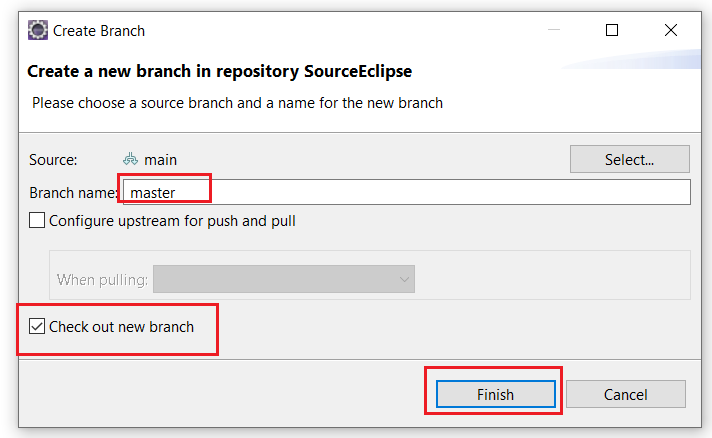 Create Branch
Create a new branch in repository SourceEclipse
Please choose a source branch and a name for the new branch
Source: main Select...
Branch name: master
Configure upstream for push and pull
When pulling:
Check out new branch
Finish Cancel